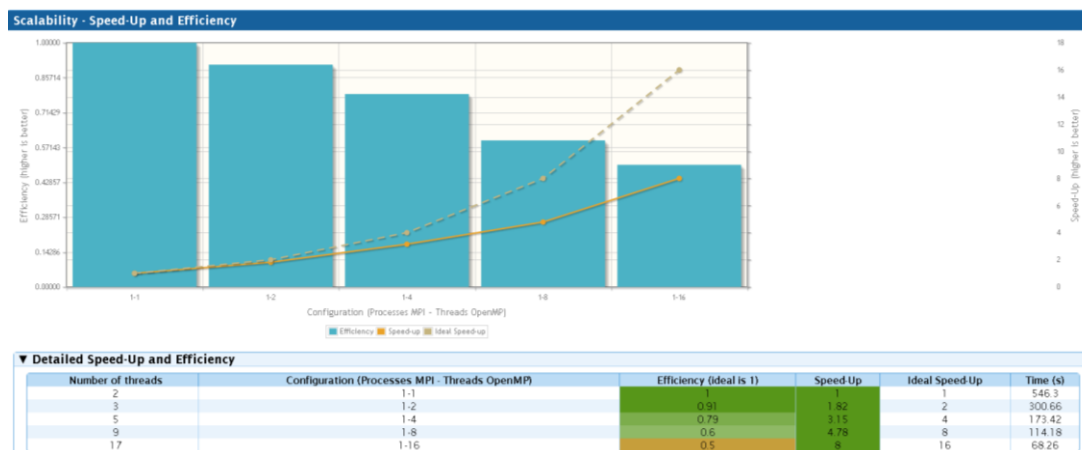 Scalability - Speed-Up and Efficiency
1.00000
0.85714
0.71429
0.57143
0.42857
0.28571
0.14286
0.00000
Efficiency (higher is better)
18
16
14
12
10
8
6
4
2
0
Speed-Up (higher is better)
1-1 1-2 1-4 1-8 1-16
Configuration (Processes MPI - Threads OpenMP)
Efficiency Speed-up Ideal Speed-up
▼ Detailed Speed-Up and Efficiency
Number of threads Configuration (Processes MPI - Threads OpenMP) Efficiency (ideal is 1) Speed-Up Ideal Speed-Up Time (s)
2 1-1 1 1 1 546.3
3 1-2 0.91 1.82 2 300.66
5 1-4 0.79 3.15 4 173.42
9 1-8 0.6 4.78 8 114.18
17 1-16 0.5 8 16 68.26